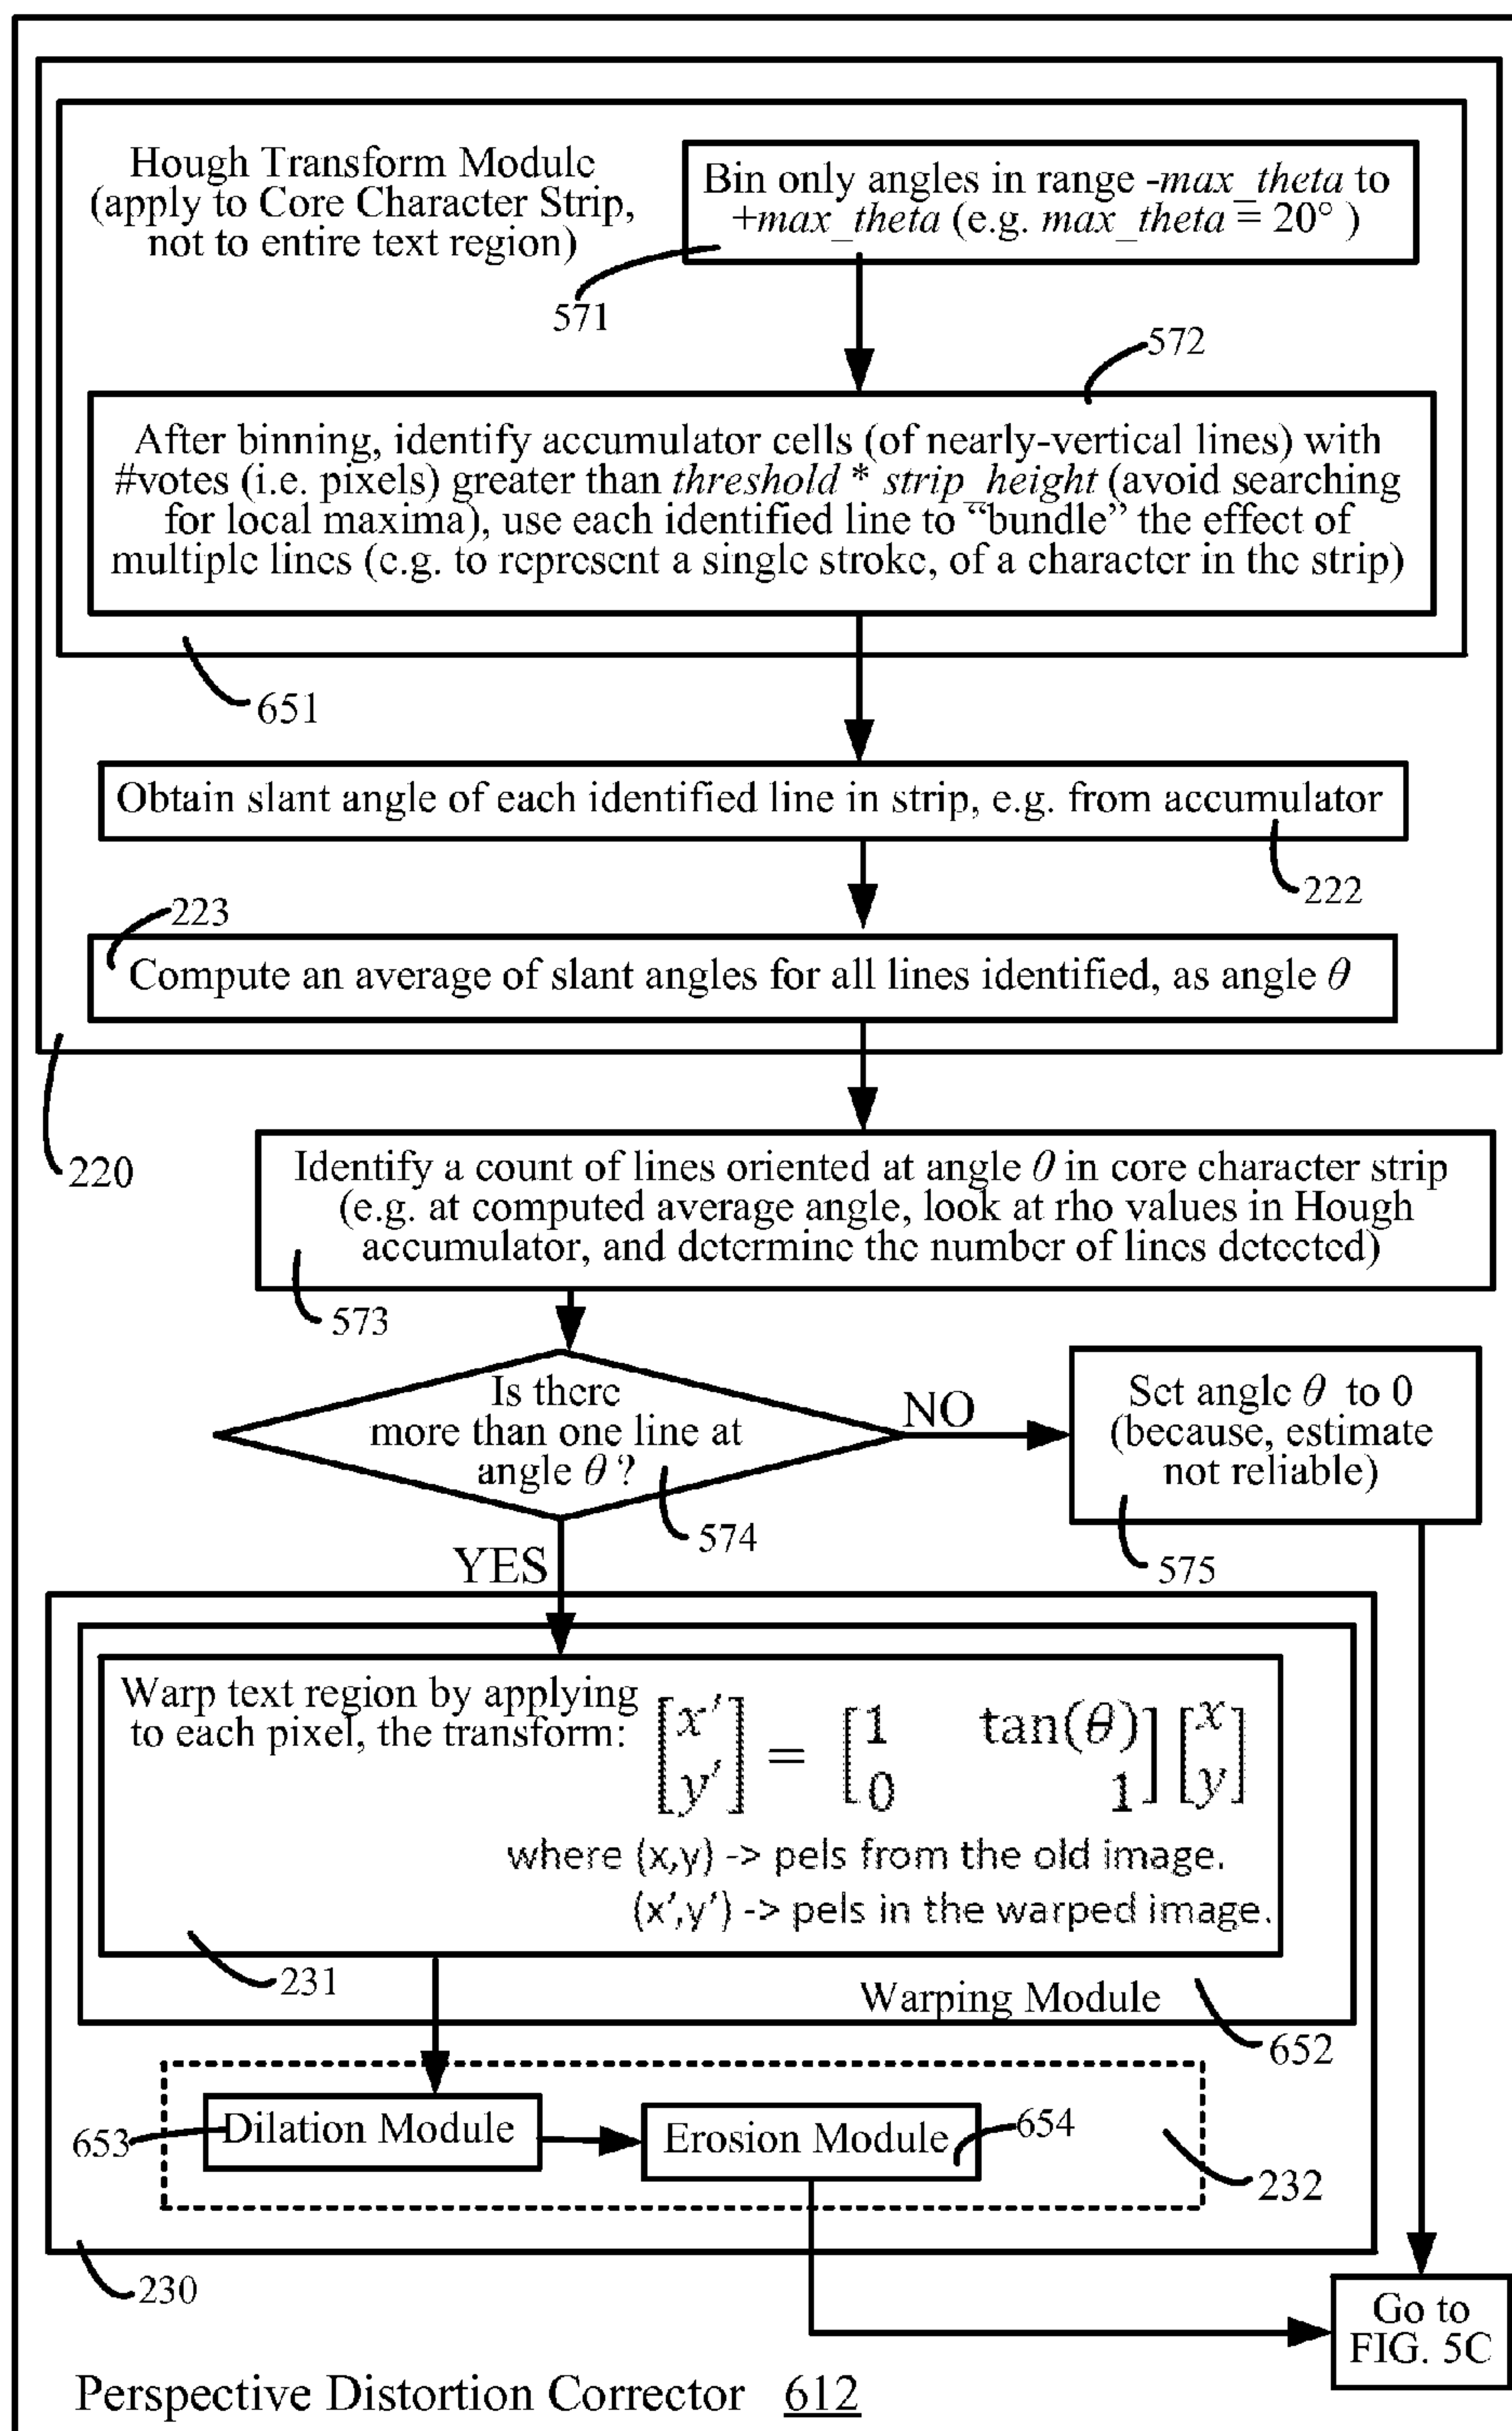 Hough Transform Module
(apply to Core Character Strip,
not to entire text region)
Bin only angles in range -max_theta to
+max_theta (e.g. max_theta = 20° )
571
572
After binning, identify accumulator cells (of nearly-vertical lines) with
#votes (i.e. pixels) greater than threshold * strip_height (avoid searching
for local maxima), use each identified line to “bundle” the effect of
multiple lines (e.g. to represent a single stroke, of a character in the strip)
651
Obtain slant angle of each identified line in strip, e.g. from accumulator
222
223
Compute an average of slant angles for all lines identified, as angle θ
220
Identify a count of lines oriented at angle θ in core character strip
(e.g. at computed average angle, look at rho values in Hough
accumulator, and determine the number of lines detected)
573
Is there
more than one line at
angle θ ?
574
NO
Set angle θ to 0
(because, estimate
not reliable)
575
YES
Warp text region by applying
to each pixel, the transform:
[x′ y′] = [1 tan(θ) 0 1] [x y]
where (x,y) -> pels from the old image.
(x′,y′) -> pels in the warped image.
231
Warping Module
652
653
Dilation Module
Erosion Module
654
232
230
Go to
FIG. 5C
Perspective Distortion Corrector 612